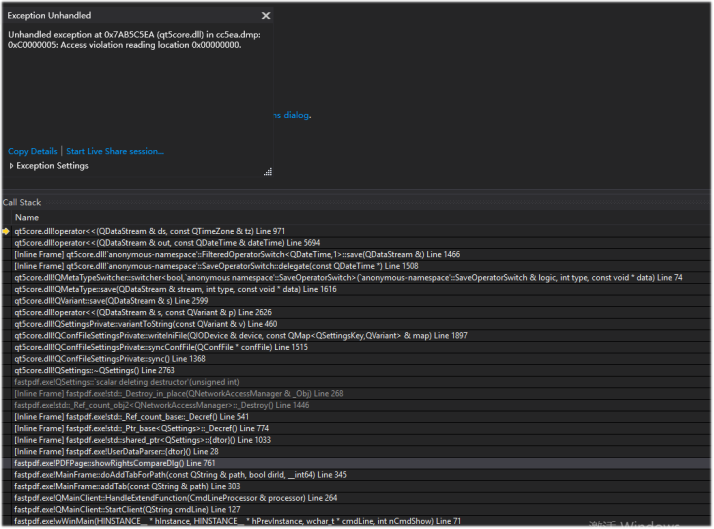 Exception Unhandled
Unhandled exception at 0x7AB5C5EA (qt5core.dll) in cc5ea.dmp:
0xC0000005: Access violation reading location 0x00000000.
ns dialog.
Copy Details | Start Live Share session...
Exception Settings
Call Stack
Name
qt5core.dll!operator<<(QDataStream & ds, const QTimeZone & tz) Line 971
qt5core.dll!operator<<(QDataStream & out, const QDateTime & dateTime) Line 5694
[Inline Frame] qt5core.dll!`anonymous-namespace'::FilteredOperatorSwitch<QDateTime,1>::save(QDataStream &) Line 1466
[Inline Frame] qt5core.dll!`anonymous-namespace'::SaveOperatorSwitch::delegate(const QDateTime *) Line 1508
qt5core.dll!QMetaTypeSwitcher::switcher<bool,`anonymous namespace'::SaveOperatorSwitch>(`anonymous namespace'::SaveOperatorSwitch & logic, int type, const void * data) Line 74
qt5core.dll!QMetaType::save(QDataStream & stream, int type, const void * data) Line 1616
qt5core.dll!QVariant::save(QDataStream & s) Line 2599
qt5core.dll!operator<<(QDataStream & s, const QVariant & p) Line 2626
qt5core.dll!QSettingsPrivate::variantToString(const QVariant & v) Line 460
qt5core.dll!QConfFileSettingsPrivate::writeIniFile(QIODevice & device, const QMap<QSettingsKey,QVariant> & map) Line 1897
qt5core.dll!QConfFileSettingsPrivate::syncConfFile(QConfFile * confFile) Line 1515
qt5core.dll!QConfFileSettingsPrivate::sync() Line 1368
qt5core.dll!QSettings::~QSettings() Line 2763
fastpdf.exe!QSettings::`scalar deleting destructor'(unsigned int)
[Inline Frame] fastpdf.exe!std::_Destroy_in_place(QNetworkAccessManager & _Obj) Line 268
fastpdf.exe!std::_Ref_count_obj2<QNetworkAccessManager>::_Destroy() Line 1446
[Inline Frame] fastpdf.exe!std::_Ref_count_base::_Decref() Line 541
[Inline Frame] fastpdf.exe!std::_Ptr_base<QSettings>::_Decref() Line 774
[Inline Frame] fastpdf.exe!std::shared_ptr<QSettings>::{dtor}() Line 1033
[Inline Frame] fastpdf.exe!UserDataParser::{dtor}() Line 28
fastpdf.exe!PDFPage::showRightsCompareDlg() Line 761
fastpdf.exe!MainFrame::doAddTabForPath(const QString & path, bool dirId, __int64) Line 345
fastpdf.exe!MainFrame::addTab(const QString & path) Line 303
fastpdf.exe!QMainClient::HandleExtendFunction(CmdLineProcessor & processor) Line 264
fastpdf.exe!QMainClient::StartClient(QString cmdLine) Line 127
fastpdf.exe!wWinMain(HINSTANCE__ * hInstance, HINSTANCE__ * hPrevInstance, wchar_t * cmdLine, int nCmdShow) Line 71
激活 Windows